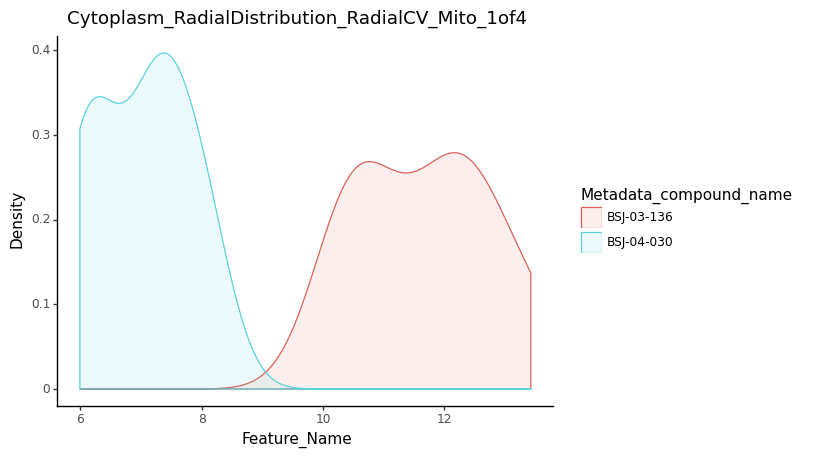 Cytoplasm_RadialDistribution_RadialCV_Mito_1of4
0.4
0.3
0.2
0.1
0
Density
6 8 10 12
Feature_Name
Metadata_compound_name
BSJ-03-136
BSJ-04-030